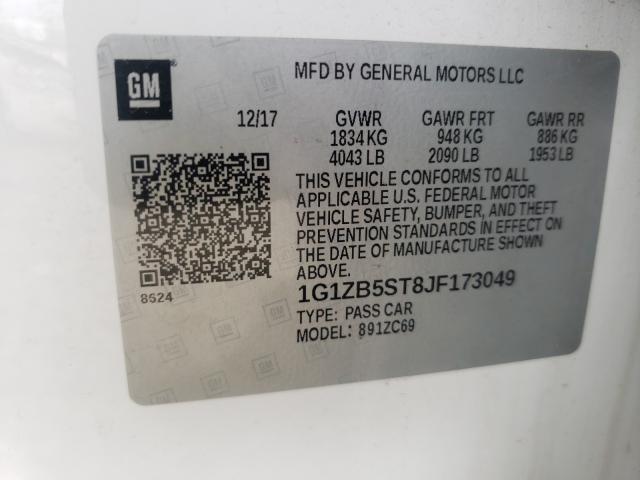 GM
MFD BY GENERAL MOTORS LLC
12/17 GVWR GAWR FRT GAWR RR
1834 KG 948 KG 886 KG
4043 LB 2090 LB 1953 LB
THIS VEHICLE CONFORMS TO ALL
APPLICABLE U.S. FEDERAL MOTOR
VEHICLE SAFETY, BUMPER, AND THEFT
PREVENTION STANDARDS IN EFFECT ON
THE DATE OF MANUFACTURE SHOWN
ABOVE.
8524
1G1ZB5ST8JF173049
TYPE: PASS CAR
MODEL: 891ZC69